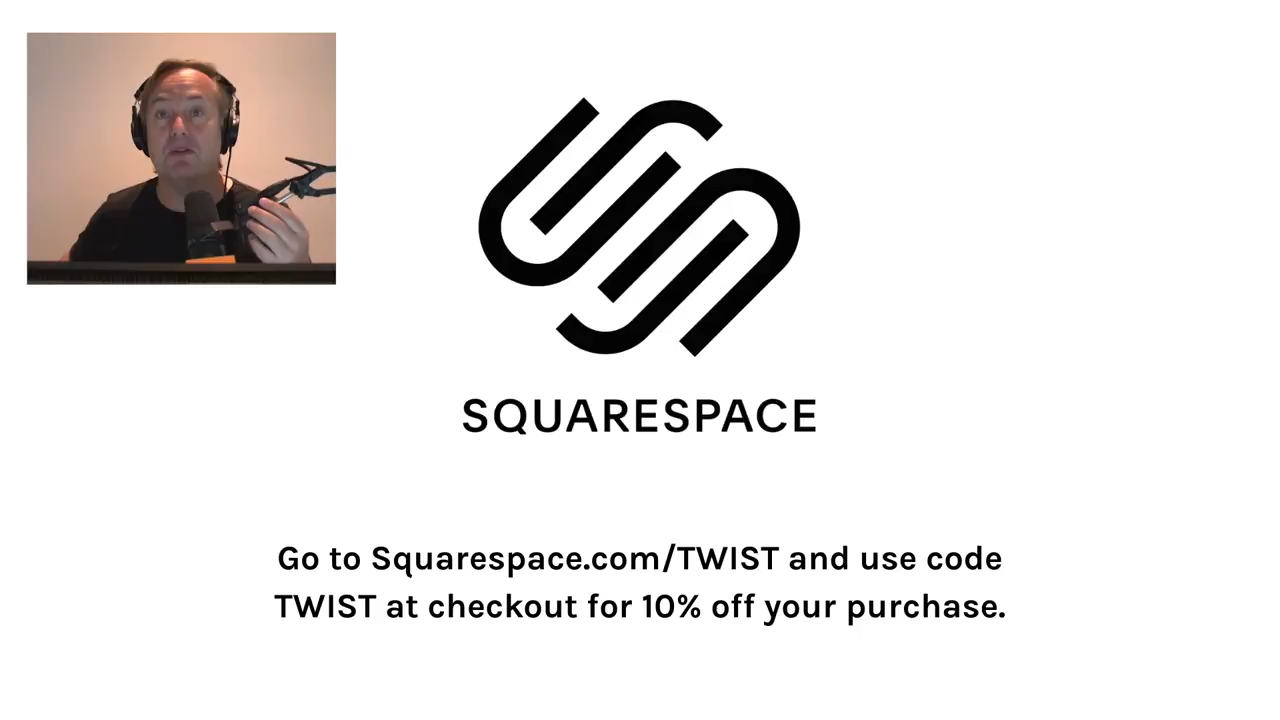 SQUARESPACE
Go to Squarespace.com/TWIST and use code
TWIST at checkout for 10% off your purchase.